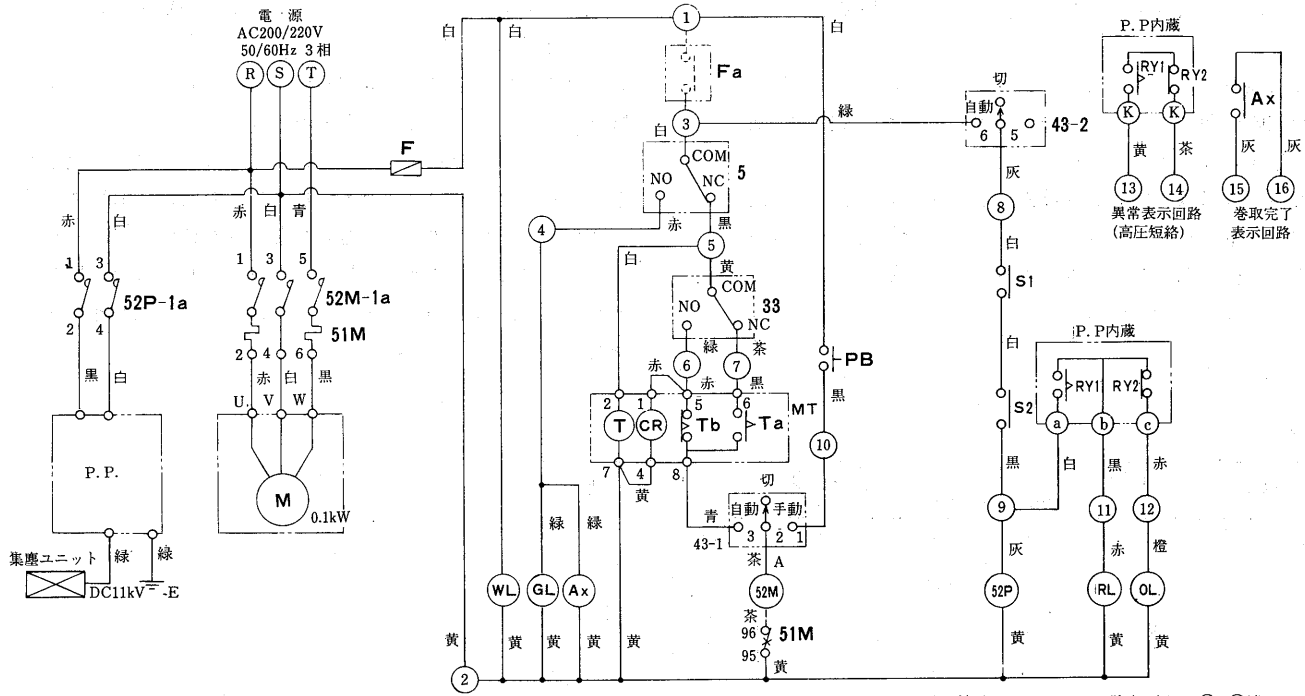 電源
AC200/220V
50/60Hz 3相
R S T
F
赤 白
赤 白 青
1 3
2 4
52P-1a
1 3 5
52M-1a
51M
2 4 6
黒 白
赤 白 黒
U. V W
P.P.
M
0.1kW
緑 緑
集塵ユニット
DC11kV -E
白 白 白
1
Fa
3
白
緑
COM
5
NO NC
赤 黒
4
5
白 黄
COM
33
NO NC
緑 茶
6 7
赤 赤 黒
2 1 5 6
MT
T CR Tb Ta
7 4 8
黄
PB
黒
10
切
自動 手動
3 2 1
43-1
青
茶 A
緑 緑
WL GL Ax
52M
茶
96
51M
95
黄 黄 黄 黄 黄 黄
2
切
自動
6 5
43-2
灰
8
白
S1
白
S2
黒
9
灰
52P
黄
P.P内蔵
RY1 RY2
a b c
白 黒 赤
11 12
赤 橙
RL OL
黄 黄
P.P内蔵
RY1 RY2
K K
黄 茶
13 14
異常表示回路
(高圧短絡)
Ax
灰 灰
15 16
巻取完了
表示回路